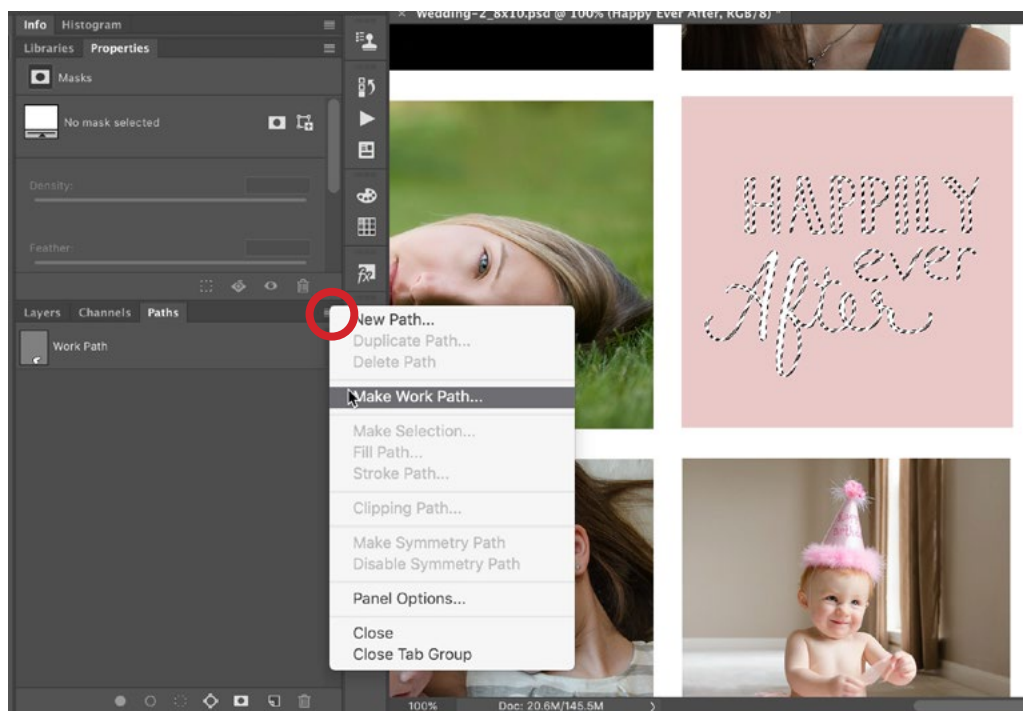 Info Histogram
× Wedding-2_8x10.psd @ 100% (Happy Ever After, RGB/8) *
Libraries Properties
Masks
No mask selected
Density:
Feather:
Layers Channels Paths
Work Path
New Path...
Duplicate Path...
Delete Path
Make Work Path...
Make Selection...
Fill Path...
Stroke Path...
Clipping Path...
Make Symmetry Path
Disable Symmetry Path
Panel Options...
Close
Close Tab Group
HAPPILY
ever
After
100% Doc: 20.6M/145.5M